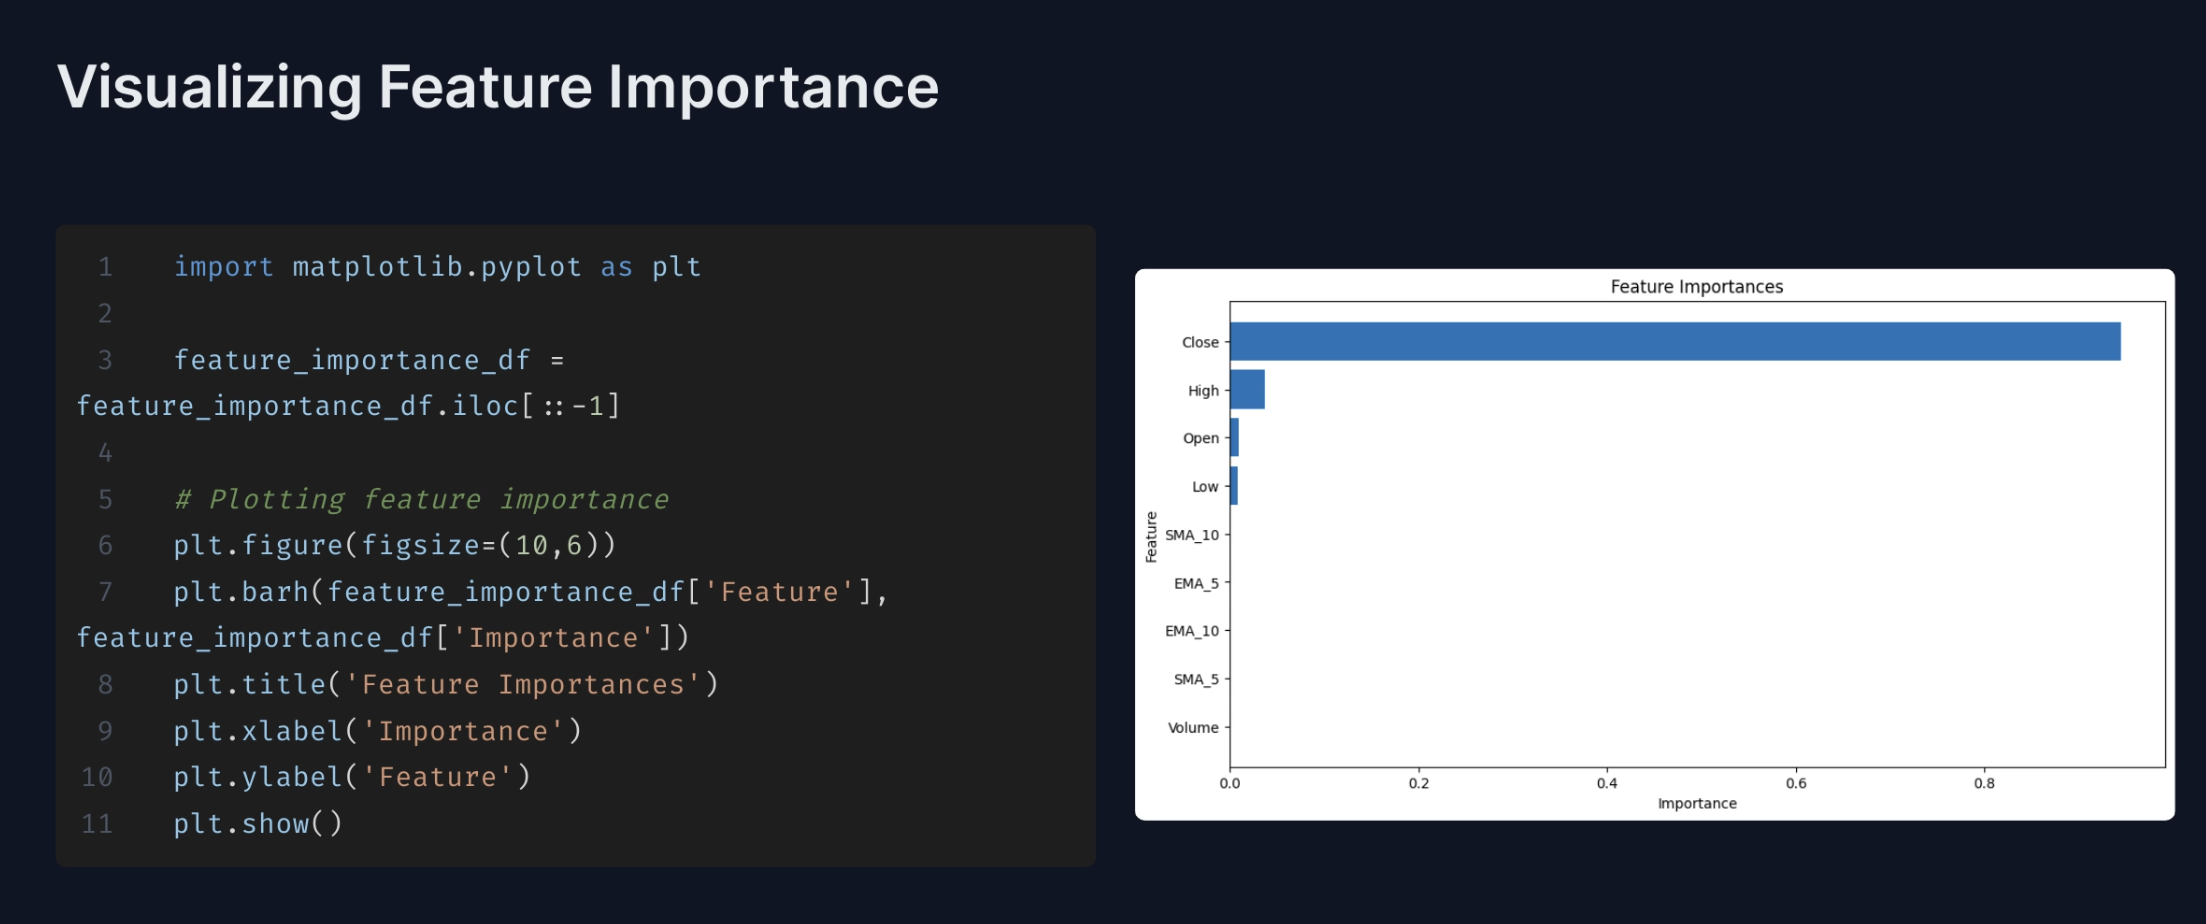 Visualizing Feature Importance
1 import matplotlib.pyplot as plt
2
3 feature_importance_df =
feature_importance_df.iloc[::-1]
4
5 # Plotting feature importance
6 plt.figure(figsize=(10,6))
7 plt.barh(feature_importance_df['Feature'],
feature_importance_df['Importance'])
8 plt.title('Feature Importances')
9 plt.xlabel('Importance')
10 plt.ylabel('Feature')
11 plt.show()
Feature Importances
Close
High
Open
Low
SMA_10
EMA_5
EMA_10
SMA_5
Volume
Feature
0.0 0.2 0.4 0.6 0.8
Importance